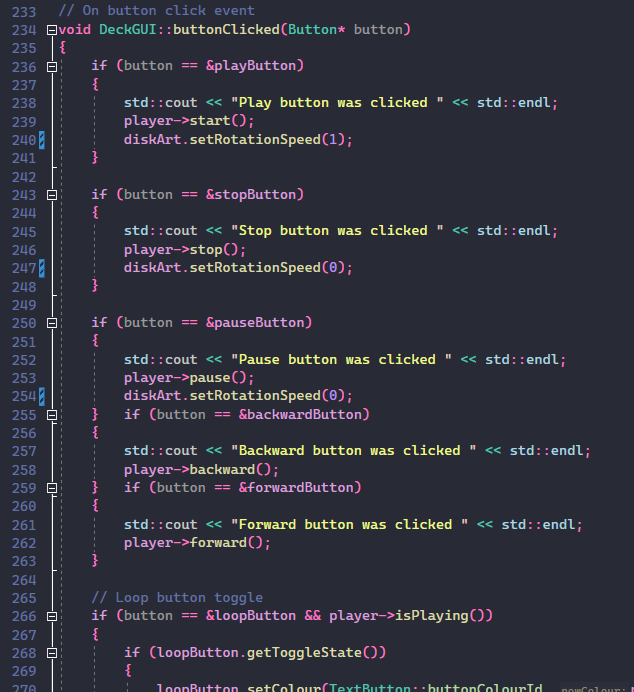 233 // On button click event
234 void DeckGUI::buttonClicked(Button* button)
235 {
236     if (button == &playButton)
237     {
238         std::cout << "Play button was clicked " << std::endl;
239         player->start();
240         diskArt.setRotationSpeed(1);
241     }
242
243     if (button == &stopButton)
244     {
245         std::cout << "Stop button was clicked " << std::endl;
246         player->stop();
247         diskArt.setRotationSpeed(0);
248     }
249
250     if (button == &pauseButton)
251     {
252         std::cout << "Pause button was clicked " << std::endl;
253         player->pause();
254         diskArt.setRotationSpeed(0);
255     }   if (button == &backwardButton)
256     {
257         std::cout << "Backward button was clicked " << std::endl;
258         player->backward();
259     }   if (button == &forwardButton)
260     {
261         std::cout << "Forward button was clicked " << std::endl;
262         player->forward();
263     }
264
265     // Loop button toggle
266     if (button == &loopButton && player->isPlaying())
267     {
268         if (loopButton.getToggleState())
269         {
270             loopButton.setColour(TextButton::buttonColourId newColour: